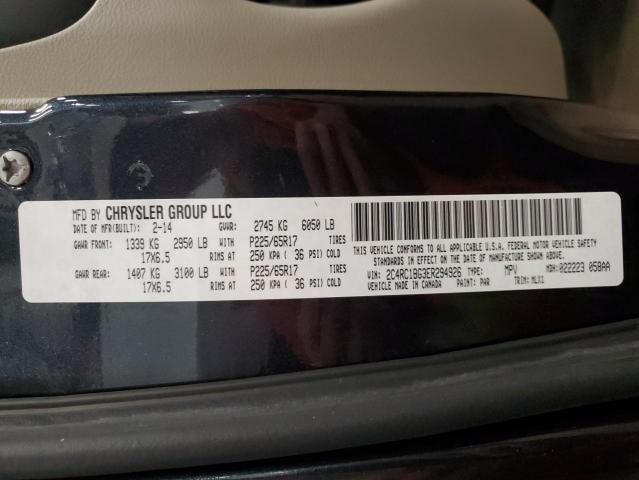 MFD BY CHRYSLER GROUP LLC
DATE OF MFR(BUILT): 2-14 GVWR: 2745 KG 6050 LB
GAWR FRONT: 1339 KG 2950 LB WITH P225/65R17 TIRES
17X6.5 RIMS AT 250 KPA ( 36 PSI) COLD
GAWR REAR: 1407 KG 3100 LB WITH P225/65R17 TIRES
17X6.5 RIMS AT 250 KPA ( 36 PSI) COLD
THIS VEHICLE CONFORMS TO ALL APPLICABLE U.S.A. FEDERAL MOTOR VEHICLE SAFETY
STANDARDS IN EFFECT ON THE DATE OF MANUFACTURE SHOWN ABOVE.
VIN: 2C4RC1BG3ER294926 TYPE: MPV MDH: 022223 058AA
VEHICLE MADE IN CANADA PAINT: PAR TRIM: MLX1